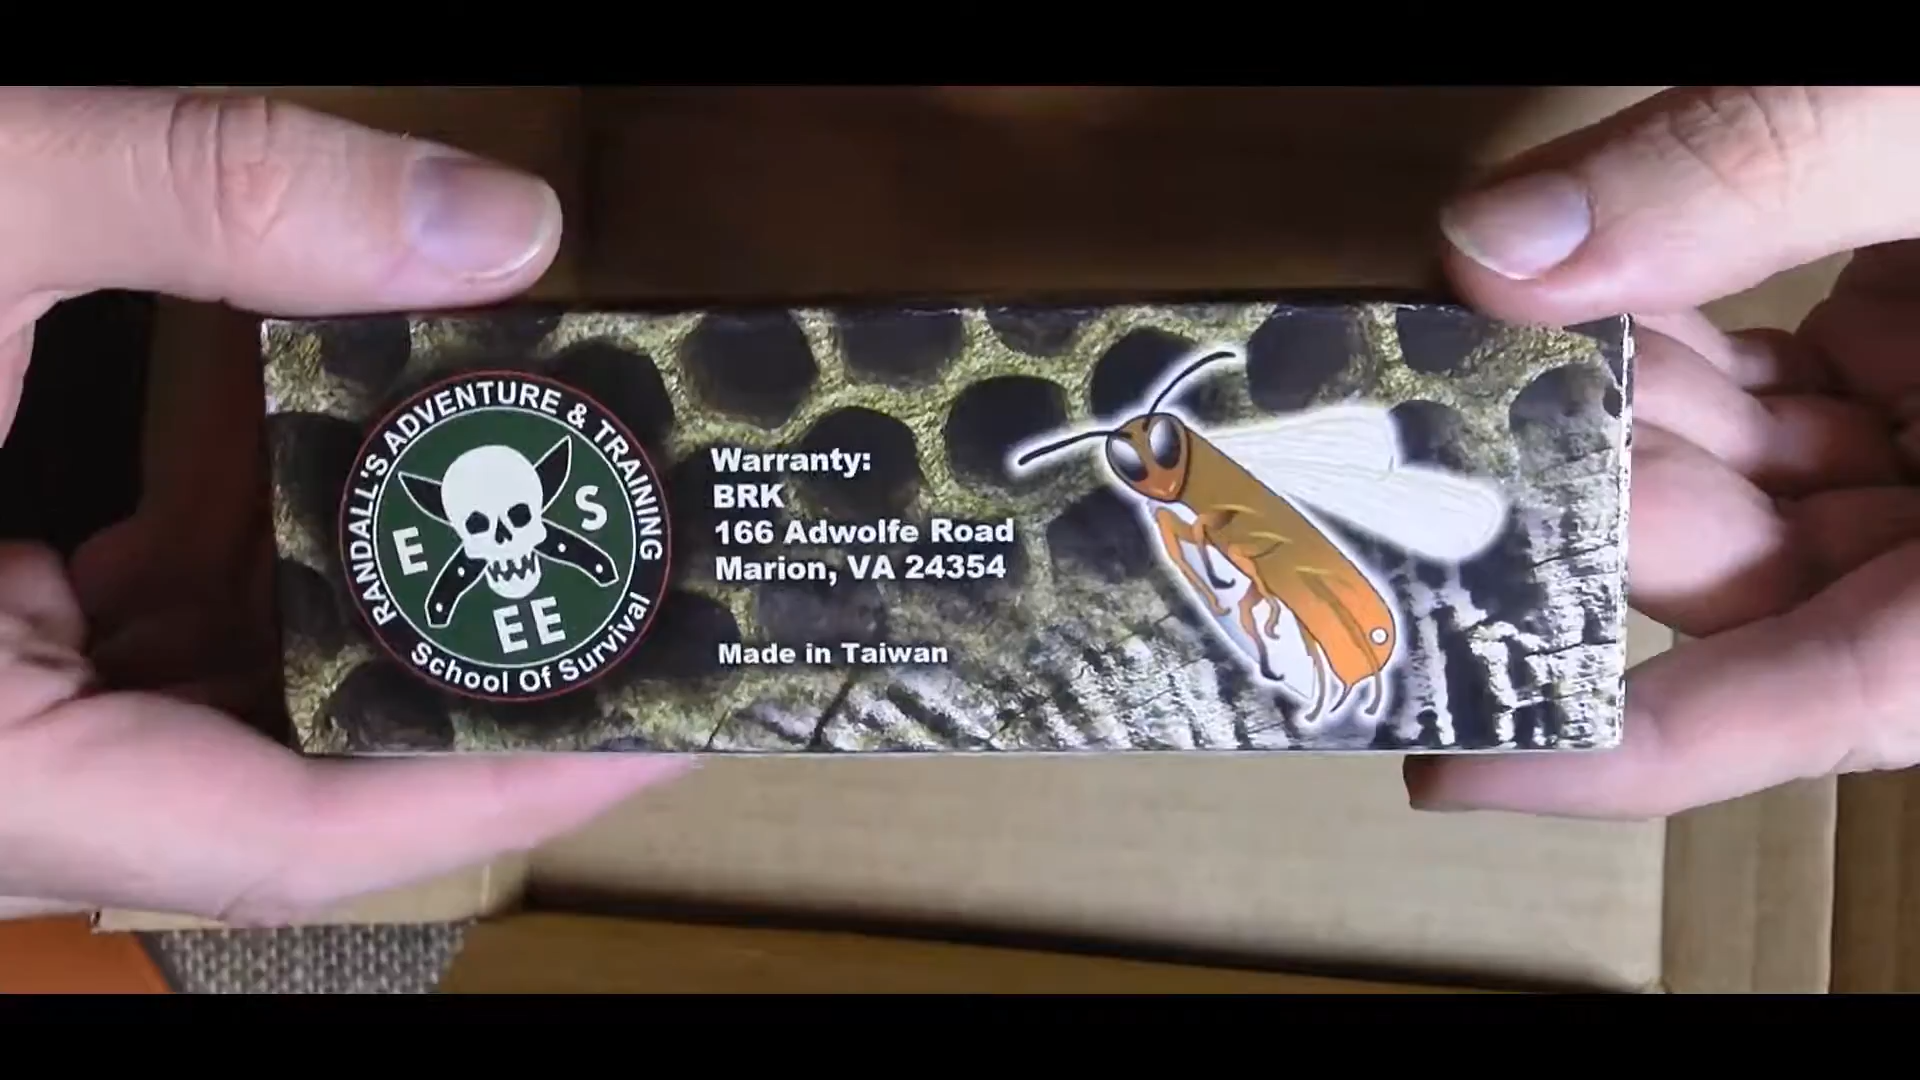 RANDALL'S ADVENTURE & TRAINING
E S
EE
School Of Survival
Warranty:
BRK
166 Adwolfe Road
Marion, VA 24354
Made in Taiwan